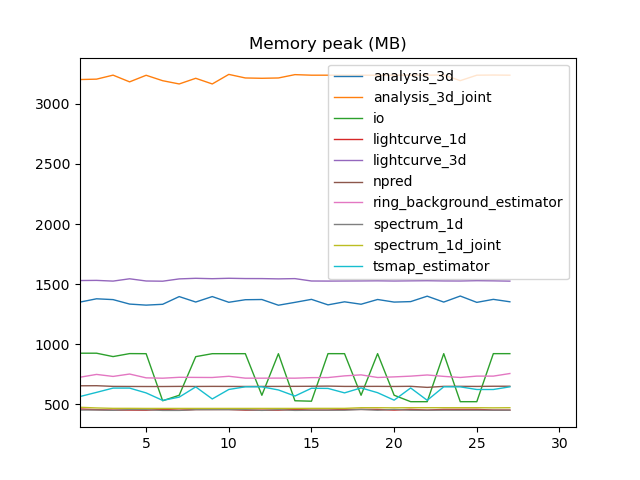 Memory peak (MB)
3000
2500
2000
1500
1000
500
5
10
15
20
25
30
analysis_3d
analysis_3d_joint
io
lightcurve_1d
lightcurve_3d
npred
ring_background_estimator
spectrum_1d
spectrum_1d_joint
tsmap_estimator